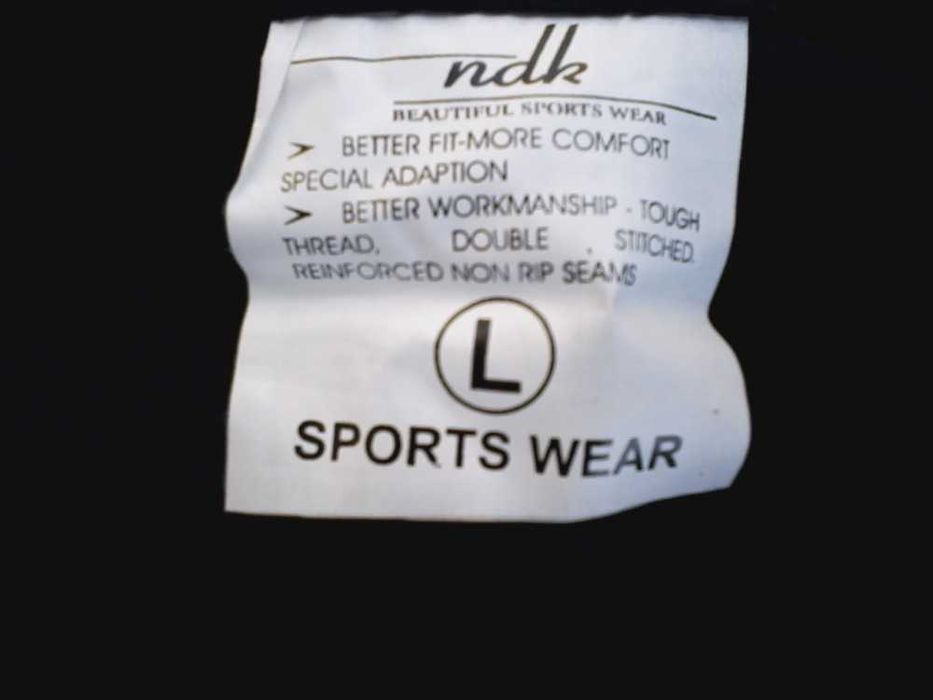 ndk
BEAUTIFUL SPORTS WEAR
➢ BETTER FIT-MORE COMFORT
SPECIAL ADAPTION
➢ BETTER WORKMANSHIP - TOUGH
THREAD, DOUBLE , STITCHED.
REINFORCED NON RIP SEAMS
L
SPORTS WEAR